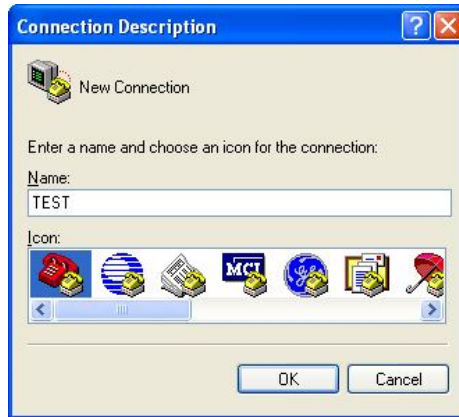 Connection Description
New Connection
Enter a name and choose an icon for the connection:
Name:
TEST
Icon:
MCI
OK
Cancel